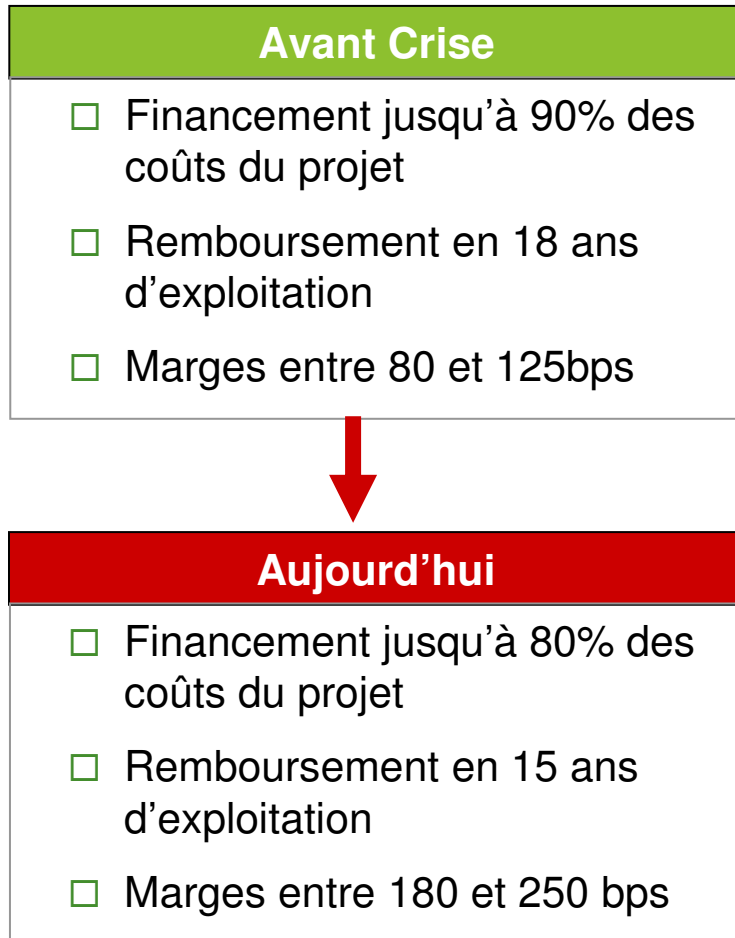 Avant Crise
Financement jusqu’à 90% des
coûts du projet
Remboursement en 18 ans
d’exploitation
Marges entre 80 et 125bps
Aujourd’hui
Financement jusqu’à 80% des
coûts du projet
Remboursement en 15 ans
d’exploitation
Marges entre 180 et 250 bps